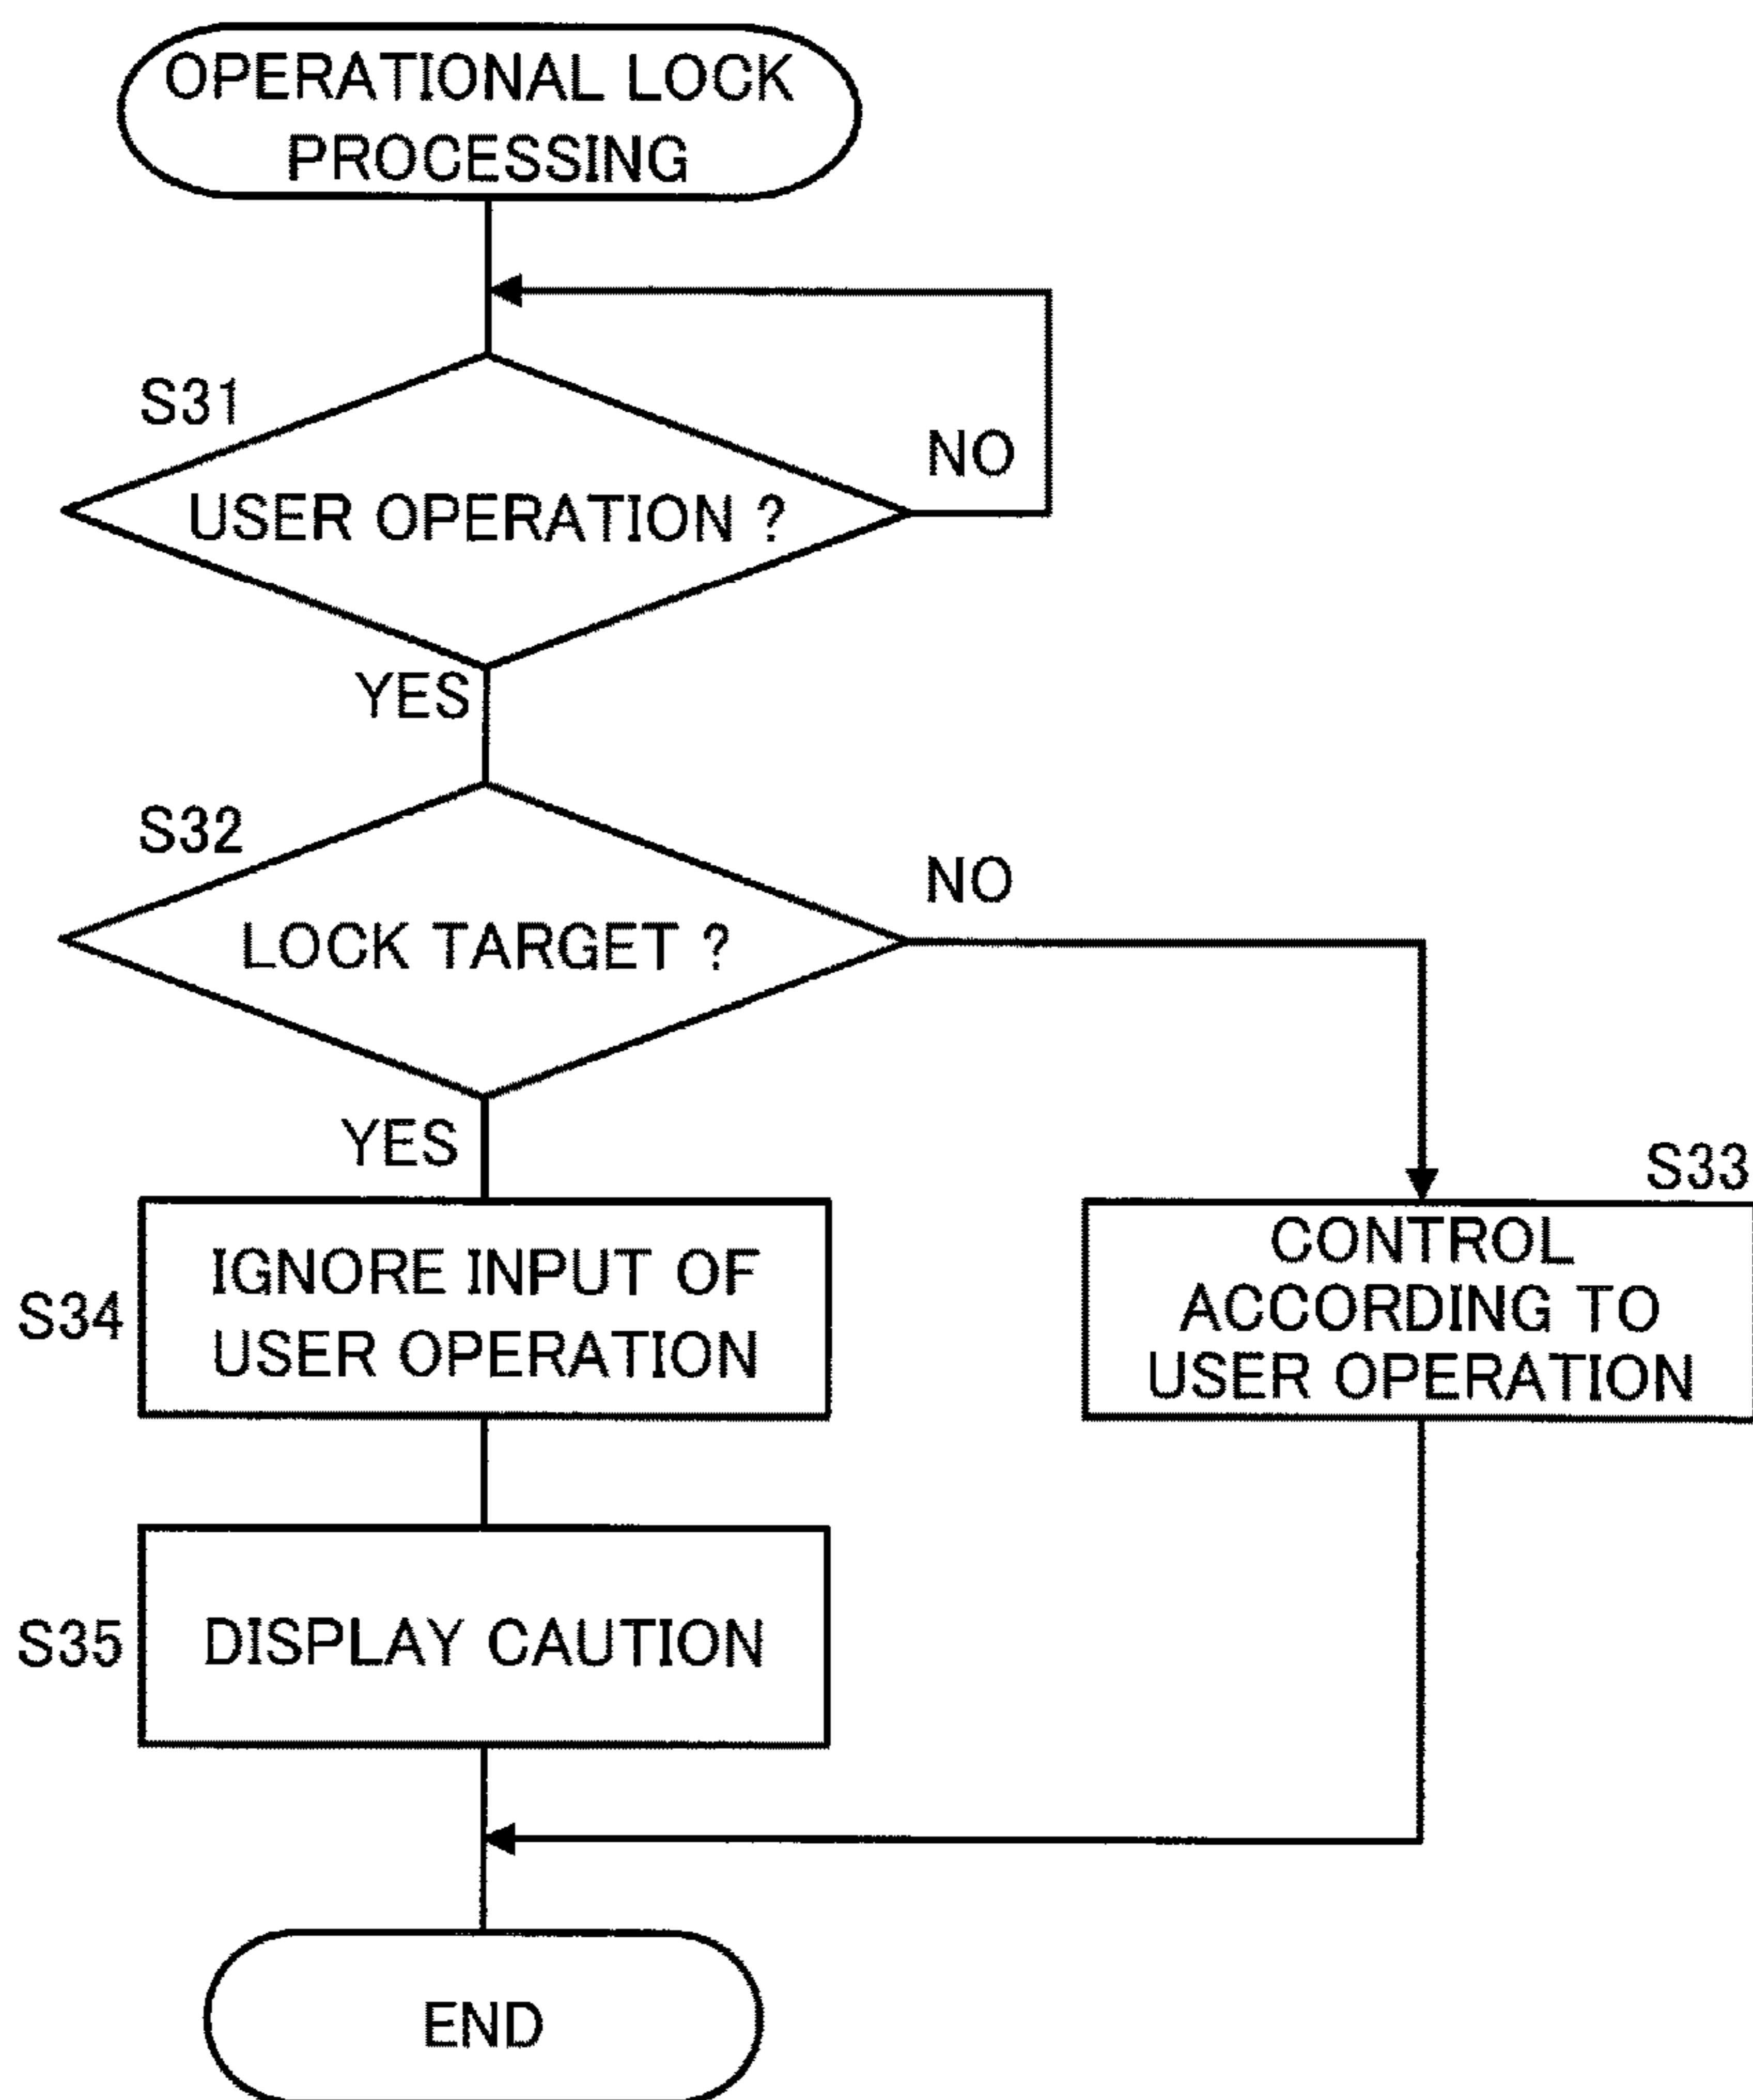 OPERATIONAL LOCK
PROCESSING
S31
NO
USER OPERATION ?
YES
S32
NO
LOCK TARGET ?
YES
S33
CONTROL
ACCORDING TO
USER OPERATION
S34
IGNORE INPUT OF
USER OPERATION
S35
DISPLAY CAUTION
END